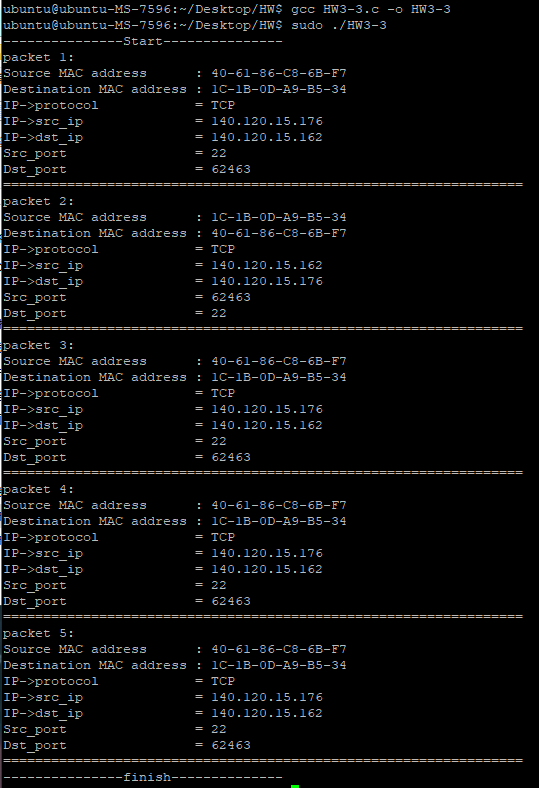 ubuntu@ubuntu-MS-7596:~/Desktop/HW$ gcc HW3-3.c -o HW3-3
ubuntu@ubuntu-MS-7596:~/Desktop/HW$ sudo ./HW3-3
---------------Start---------------
packet 1:
Source MAC address      : 40-61-86-C8-6B-F7
Destination MAC address : 1C-1B-0D-A9-B5-34
IP->protocol            = TCP
IP->src_ip              = 140.120.15.176
IP->dst_ip              = 140.120.15.162
Src_port                = 22
Dst_port                = 62463
=================================================================
packet 2:
Source MAC address      : 1C-1B-0D-A9-B5-34
Destination MAC address : 40-61-86-C8-6B-F7
IP->protocol            = TCP
IP->src_ip              = 140.120.15.162
IP->dst_ip              = 140.120.15.176
Src_port                = 62463
Dst_port                = 22
=================================================================
packet 3:
Source MAC address      : 40-61-86-C8-6B-F7
Destination MAC address : 1C-1B-0D-A9-B5-34
IP->protocol            = TCP
IP->src_ip              = 140.120.15.176
IP->dst_ip              = 140.120.15.162
Src_port                = 22
Dst_port                = 62463
=================================================================
packet 4:
Source MAC address      : 40-61-86-C8-6B-F7
Destination MAC address : 1C-1B-0D-A9-B5-34
IP->protocol            = TCP
IP->src_ip              = 140.120.15.176
IP->dst_ip              = 140.120.15.162
Src_port                = 22
Dst_port                = 62463
=================================================================
packet 5:
Source MAC address      : 40-61-86-C8-6B-F7
Destination MAC address : 1C-1B-0D-A9-B5-34
IP->protocol            = TCP
IP->src_ip              = 140.120.15.176
IP->dst_ip              = 140.120.15.162
Src_port                = 22
Dst_port                = 62463
=================================================================
---------------finish--------------